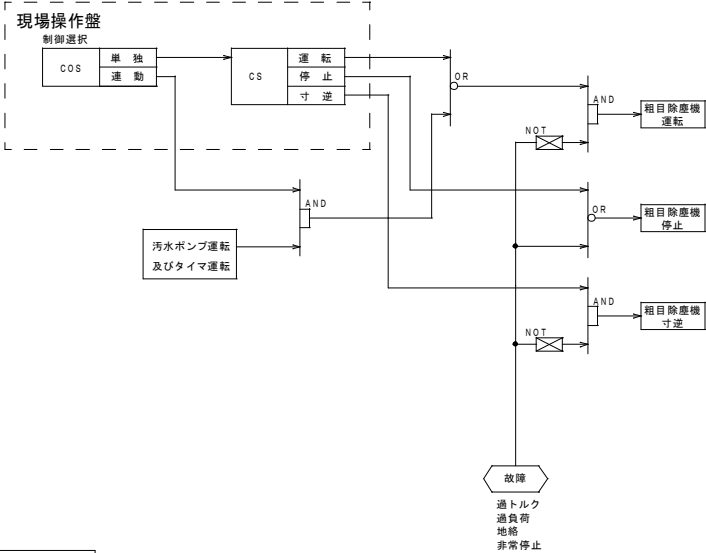 現場操作盤
制御選択
COS
単 独
連 動
CS
運 転
停 止
寸 逆
OR
AND
NOT
粗目除塵機
運転
AND
汚水ポンプ運転
及びタイマ運転
OR
粗目除塵機
停止
AND
NOT
粗目除塵機
寸逆
故障
過トルク
過負荷
地絡
非常停止